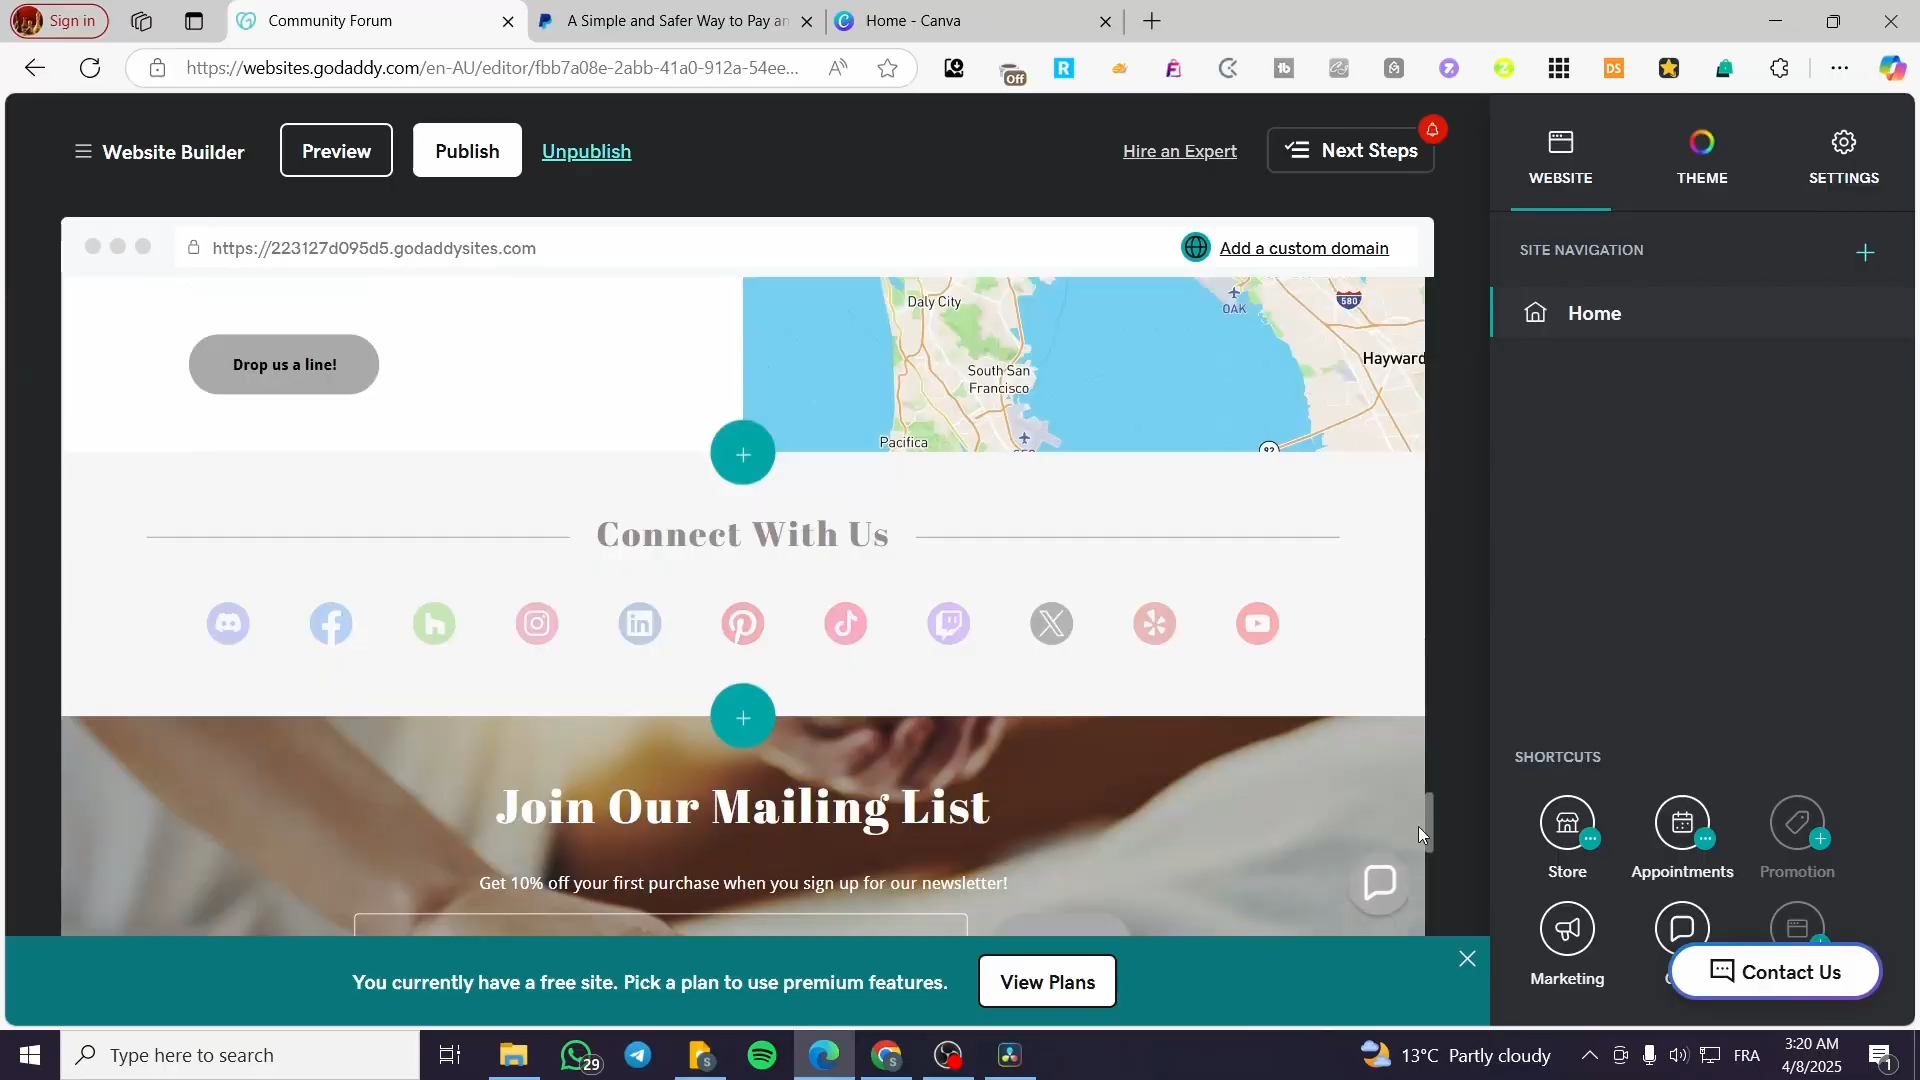 Sign in
Community Forum
A Simple and Safer Way to Pay an
Home - Canva
https://websites.godaddy.com/en-AU/editor/fbb7a08e-2abb-41a0-912a-54ee...
Off
Website Builder
Preview
Publish
Unpublish
Hire an Expert
Next Steps
WEBSITE
THEME
SETTINGS
https://223127d095d5.godaddysites.com
Add a custom domain
SITE NAVIGATION
Home
Daly City
OAK
580
Hayward
South San
Francisco
Pacifica
92
Drop us a line!
Connect With Us
Join Our Mailing List
Get 10% off your first purchase when you sign up for our newsletter!
SHORTCUTS
Store
Appointments
Promotion
Marketing
Contact Us
You currently have a free site. Pick a plan to use premium features.
View Plans
Type here to search
29
13°C Partly cloudy
FRA
3:20 AM
4/8/2025
1